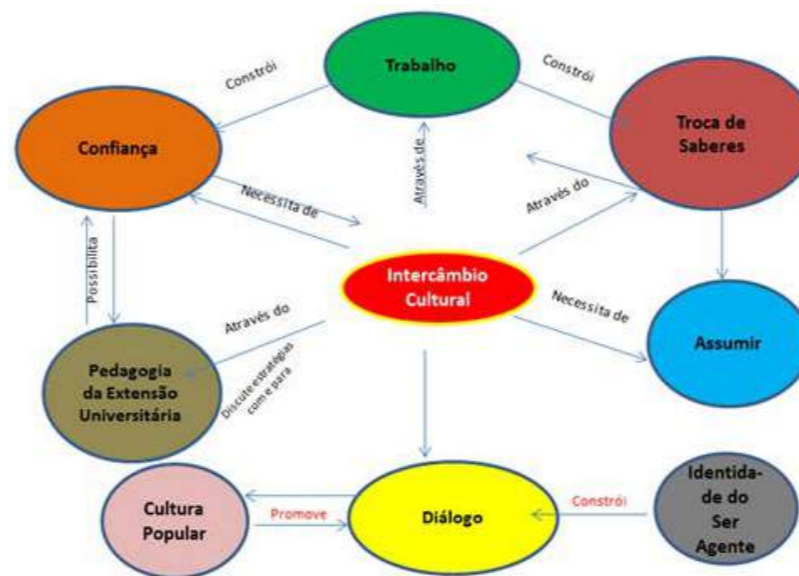 Trabalho
Constrói
Constrói
Confiança
Troca de
Saberes
Através de
Necessita de
Através do
Intercâmbio
Cultural
Possibilita
Através do
Necessita de
Assumir
Pedagogia
da Extensão
Universitária
Discute estratégias
com e para
Identida-
de do
Ser
Agente
Cultura
Popular
Promove
Diálogo
Constrói